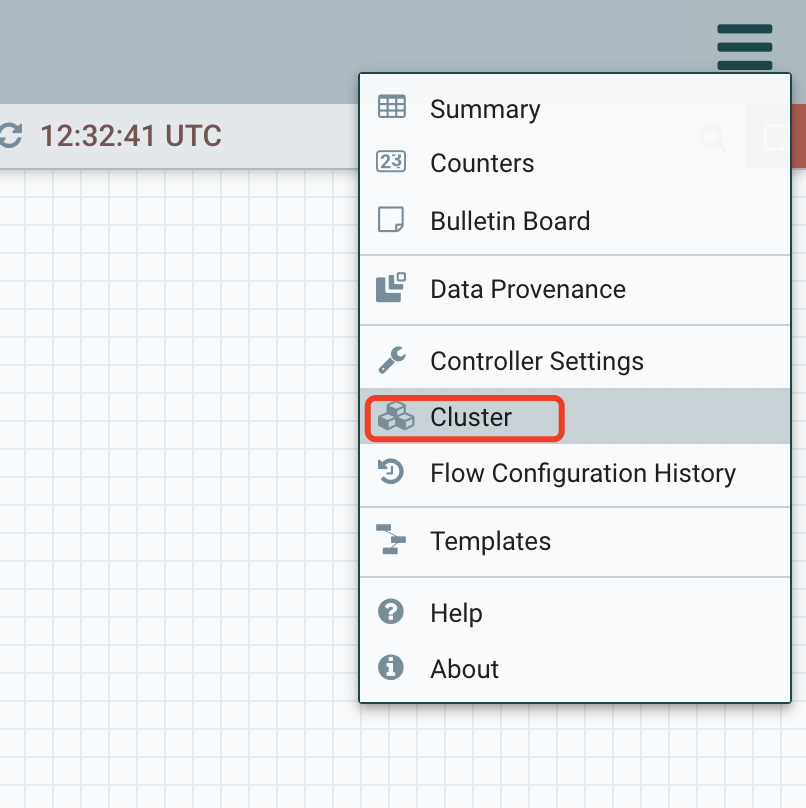 12:32:41 UTC
Summary
23 Counters
Bulletin Board
Data Provenance
Controller Settings
Cluster
Flow Configuration History
Templates
? Help
i About